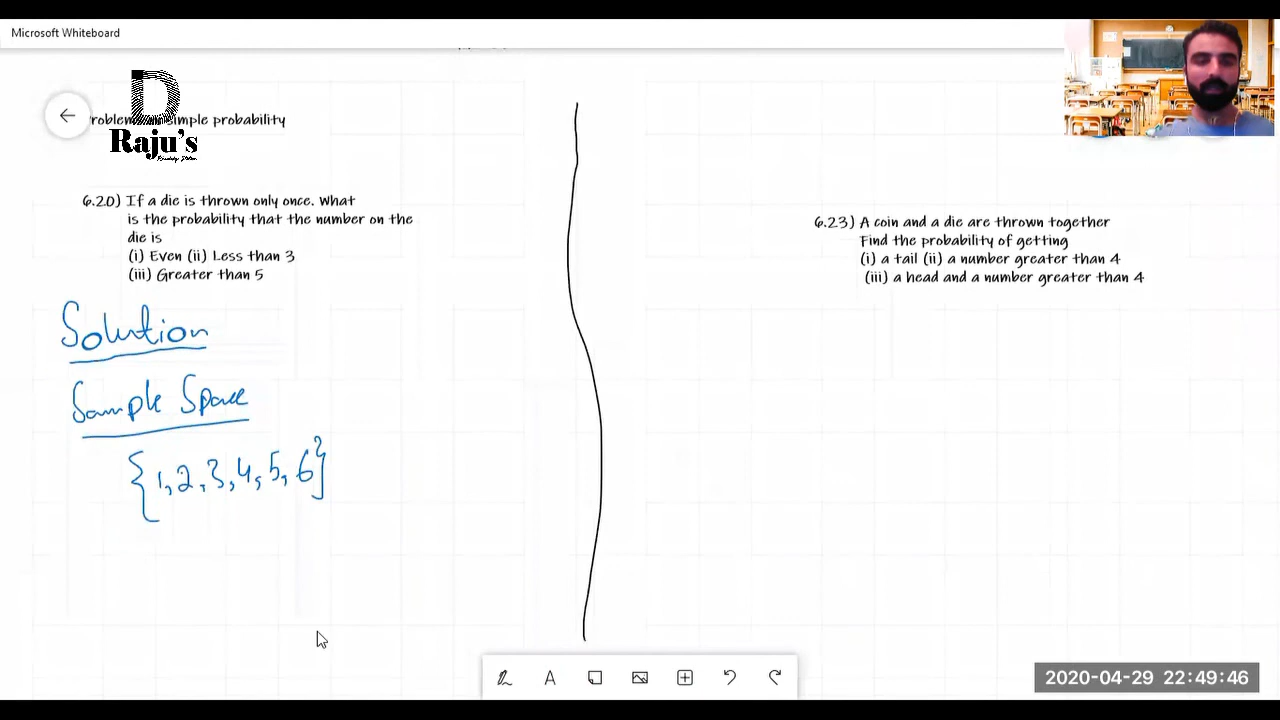 Microsoft Whiteboard
D
Raju's
simple probability
6.20) If a die is thrown only once. What
is the probability that the number on the
die is
(i) Even (ii) Less than 3
(iii) Greater than 5
Solution
Sample Space
{1,2,3,4,5,6}
6.23) A coin and a die are thrown together
Find the probability of getting
(i) a tail (ii) a number greater than 4
(iii) a head and a number greater than 4
A
2020-04-29 22:49:46